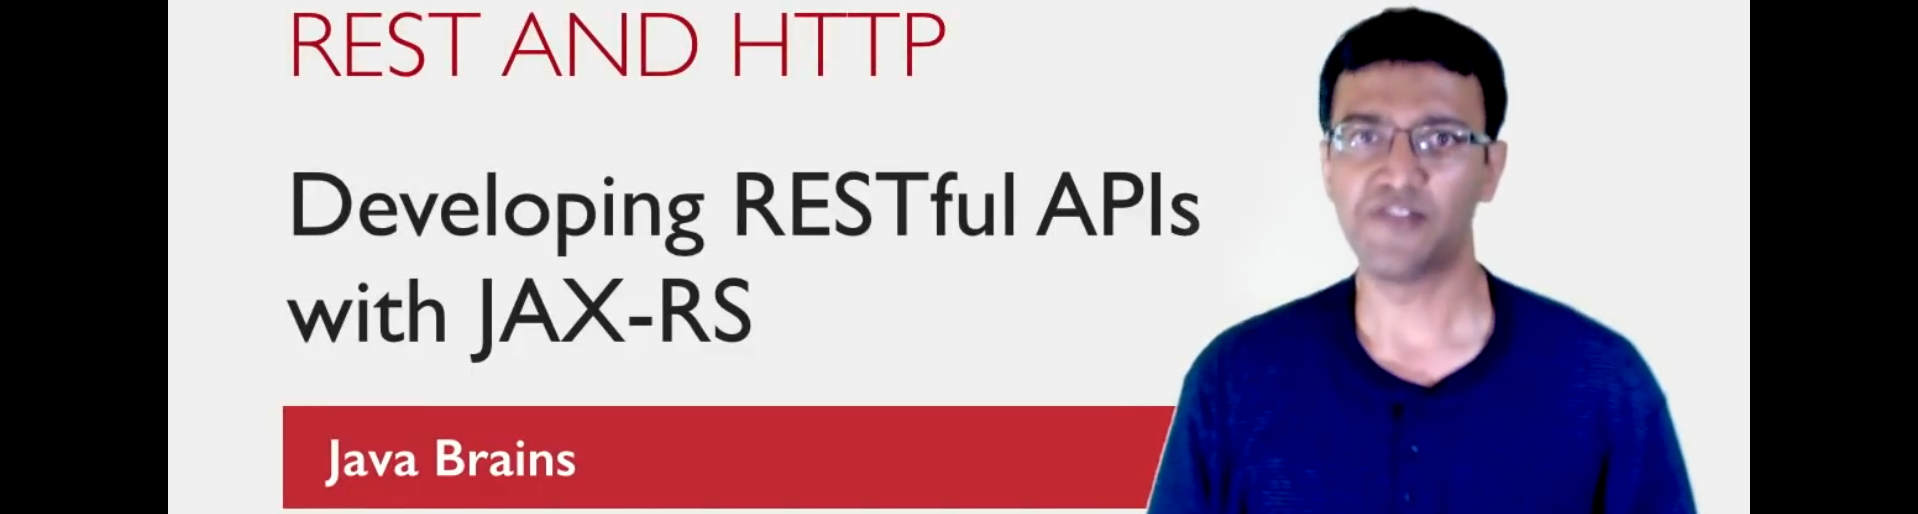 REST AND HTTP
Developing RESTful APIs
with JAX-RS
Java Brains